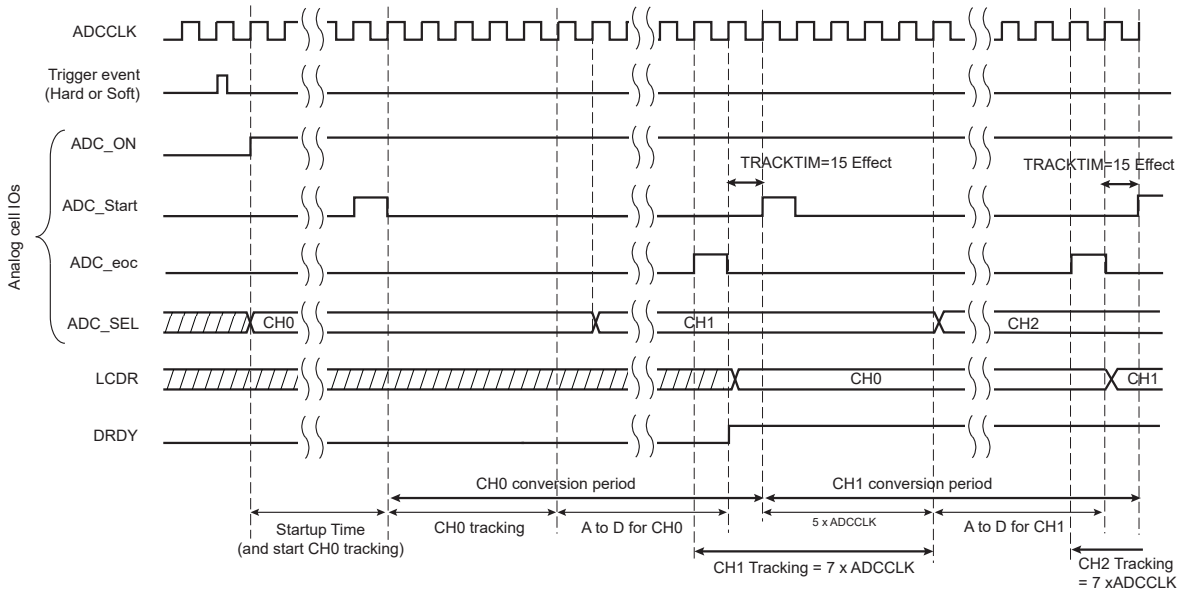 ADCCLK
Trigger event
(Hard or Soft)
Analog cell IOs
ADC_ON
TRACKTIM=15 Effect
TRACKTIM=15 Effect
ADC_Start
ADC_eoc
ADC_SEL
CH0
CH1
CH2
LCDR
CH0
CH1
DRDY
CH0 conversion period
CH1 conversion period
Startup Time
(and start CH0 tracking)
CH0 tracking
A to D for CH0
5 x ADCCLK
A to D for CH1
CH1 Tracking = 7 x ADCCLK
CH2 Tracking
= 7 xADCCLK